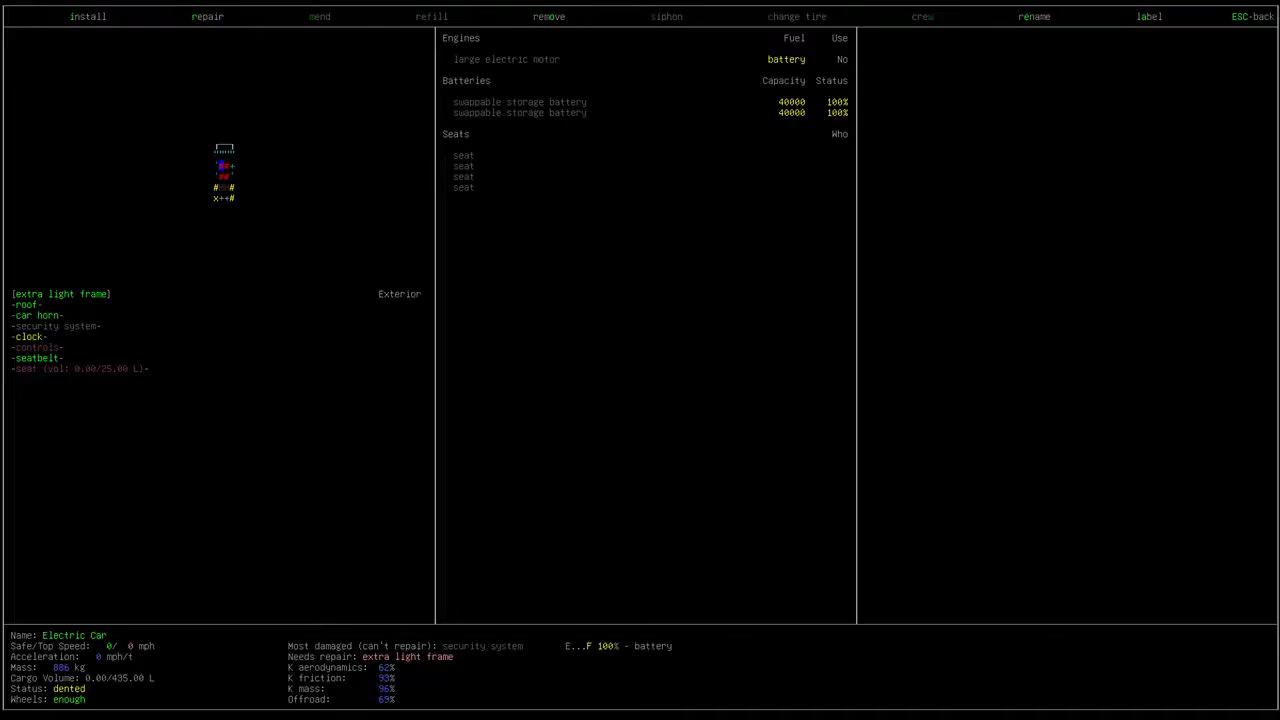 install repair mend refill remove siphon change tire crew rename label ESC-back
Engines Fuel Use
large electric motor battery No
Batteries Capacity Status
swappable storage battery 40000 100%
swappable storage battery 40000 100%
Seats Who
seat
seat
seat
seat
[extra light frame] Exterior
-roof-
-car horn-
-security system-
-clock-
-controls-
-seatbelt-
-seat (vol: 0.00/25.00 L)-
Name: Electric Car
Safe/Top Speed: 0/ 0 mph
Acceleration: 0 mph/t
Mass: 886 kg
Cargo Volume: 0.00/435.00 L
Status: dented
Wheels: enough
Most damaged (can't repair): security system
Needs repair: extra light frame
K aerodynamics: 62%
K friction: 93%
K mass: 96%
Offroad: 69%
E...F 100% - battery